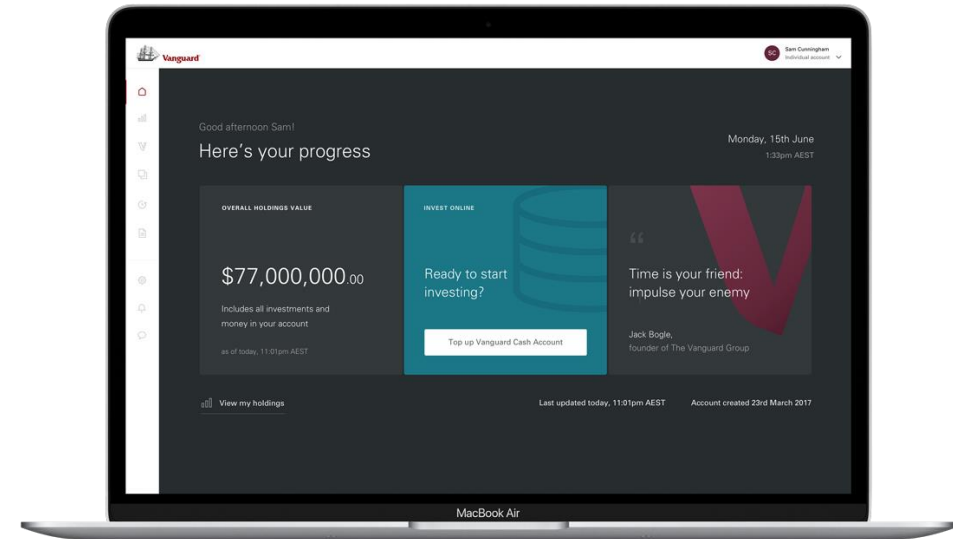 Vanguard
SC
Sam Cunningham
Individual account
Good afternoon Sam!
Here's your progress
Monday, 15th June
1:33pm AEST
OVERALL HOLDINGS VALUE
$77,000,000.00
Includes all investments and
money in your account
as of today, 11:01pm AEST
INVEST ONLINE
Ready to start
investing?
Top up Vanguard Cash Account
“
Time is your friend:
impulse your enemy
Jack Bogle,
founder of The Vanguard Group
View my holdings
Last updated today, 11:01pm AEST
Account created 23rd March 2017
MacBook Air